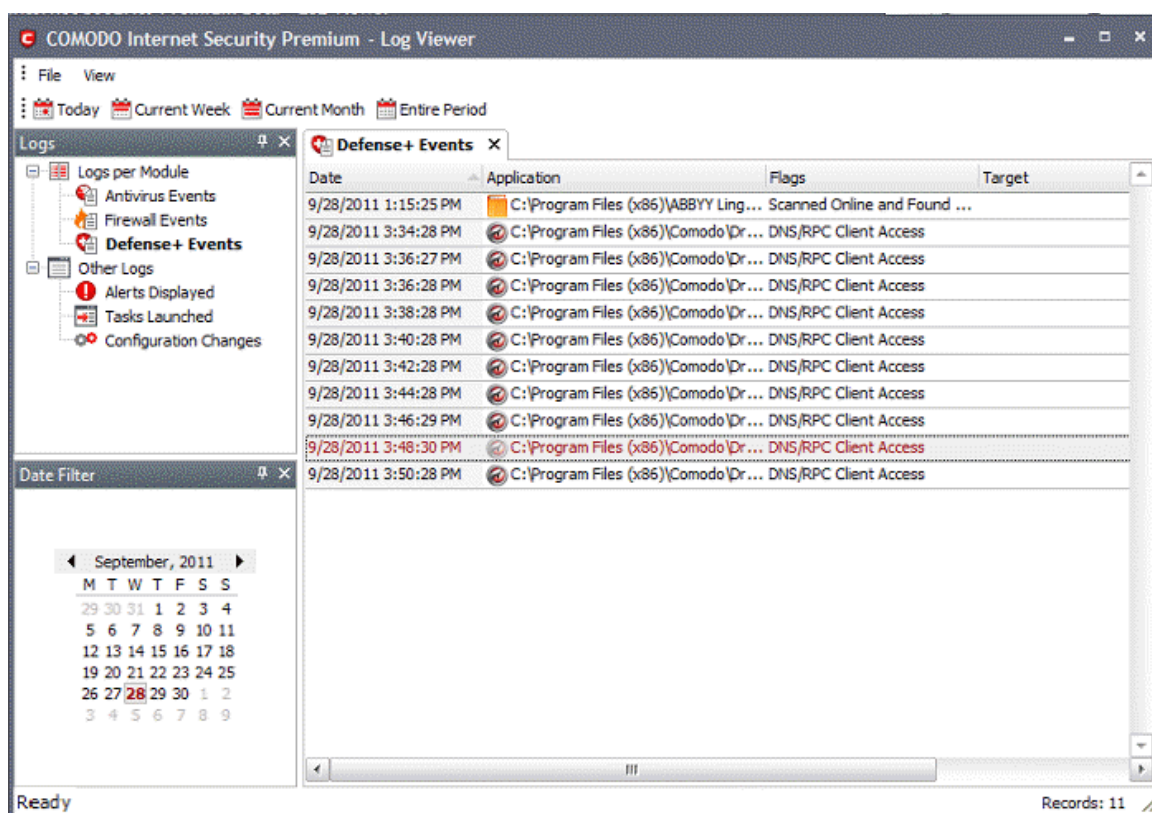 COMODO Internet Security Premium - Log Viewer
File View
Today Current Week Current Month Entire Period
Logs
Logs per Module
Antivirus Events
Firewall Events
Defense+ Events
Other Logs
Alerts Displayed
Tasks Launched
Configuration Changes
Defense+ Events
Date Application Flags Target
9/28/2011 1:15:25 PM C:\Program Files (x86)\ABBYY Ling... Scanned Online and Found ...
9/28/2011 3:34:28 PM C:\Program Files (x86)\Comodo\Dr... DNS/RPC Client Access
9/28/2011 3:36:27 PM C:\Program Files (x86)\Comodo\Dr... DNS/RPC Client Access
9/28/2011 3:36:28 PM C:\Program Files (x86)\Comodo\Dr... DNS/RPC Client Access
9/28/2011 3:38:28 PM C:\Program Files (x86)\Comodo\Dr... DNS/RPC Client Access
9/28/2011 3:40:28 PM C:\Program Files (x86)\Comodo\Dr... DNS/RPC Client Access
9/28/2011 3:42:28 PM C:\Program Files (x86)\Comodo\Dr... DNS/RPC Client Access
9/28/2011 3:44:28 PM C:\Program Files (x86)\Comodo\Dr... DNS/RPC Client Access
9/28/2011 3:46:29 PM C:\Program Files (x86)\Comodo\Dr... DNS/RPC Client Access
9/28/2011 3:48:30 PM C:\Program Files (x86)\Comodo\Dr... DNS/RPC Client Access
9/28/2011 3:50:28 PM C:\Program Files (x86)\Comodo\Dr... DNS/RPC Client Access
Date Filter
September, 2011
M T W T F S S
29 30 31 1 2 3 4
5 6 7 8 9 10 11
12 13 14 15 16 17 18
19 20 21 22 23 24 25
26 27 28 29 30 1 2
3 4 5 6 7 8 9
Ready
Records: 11